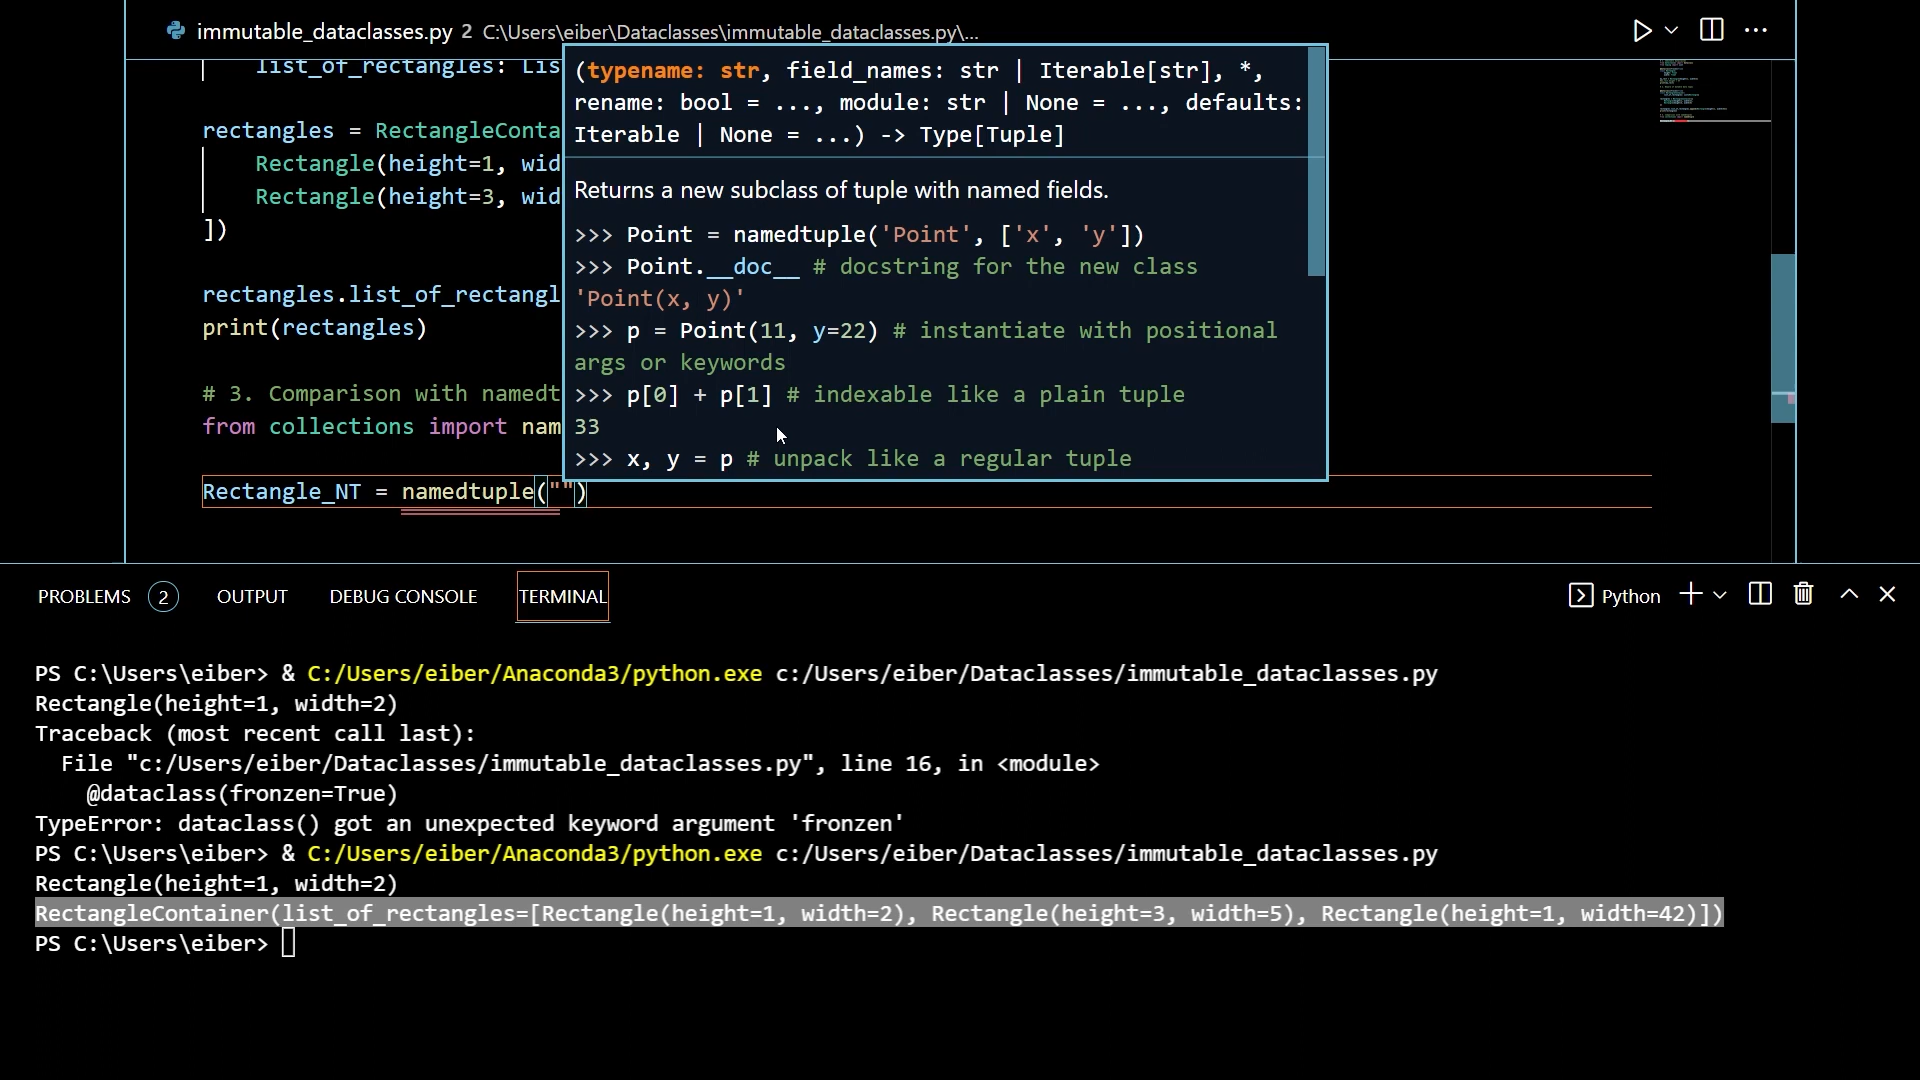 immutable_dataclasses.py 2 C:\Users\eiber\Dataclasses\immutable_dataclasses.py\...
list_of_rectangles: Lis
rectangles = RectangleConta
Rectangle(height=1, wid
Rectangle(height=3, wid
])
rectangles.list_of_rectangl
print(rectangles)
# 3. Comparison with namedt
from collections import nam
Rectangle_NT = namedtuple("")
(typename: str, field_names: str | Iterable[str], *,
rename: bool = ..., module: str | None = ..., defaults:
Iterable | None = ...) -> Type[Tuple]
Returns a new subclass of tuple with named fields.
>>> Point = namedtuple('Point', ['x', 'y'])
>>> Point.__doc__ # docstring for the new class
'Point(x, y)'
>>> p = Point(11, y=22) # instantiate with positional
args or keywords
>>> p[0] + p[1] # indexable like a plain tuple
33
>>> x, y = p # unpack like a regular tuple
PROBLEMS 2 OUTPUT DEBUG CONSOLE TERMINAL Python
PS C:\Users\eiber> & C:/Users/eiber/Anaconda3/python.exe c:/Users/eiber/Dataclasses/immutable_dataclasses.py
Rectangle(height=1, width=2)
Traceback (most recent call last):
File "c:/Users/eiber/Dataclasses/immutable_dataclasses.py", line 16, in <module>
@dataclass(fronzen=True)
TypeError: dataclass() got an unexpected keyword argument 'fronzen'
PS C:\Users\eiber> & C:/Users/eiber/Anaconda3/python.exe c:/Users/eiber/Dataclasses/immutable_dataclasses.py
Rectangle(height=1, width=2)
RectangleContainer(list_of_rectangles=[Rectangle(height=1, width=2), Rectangle(height=3, width=5), Rectangle(height=1, width=42)])
PS C:\Users\eiber>